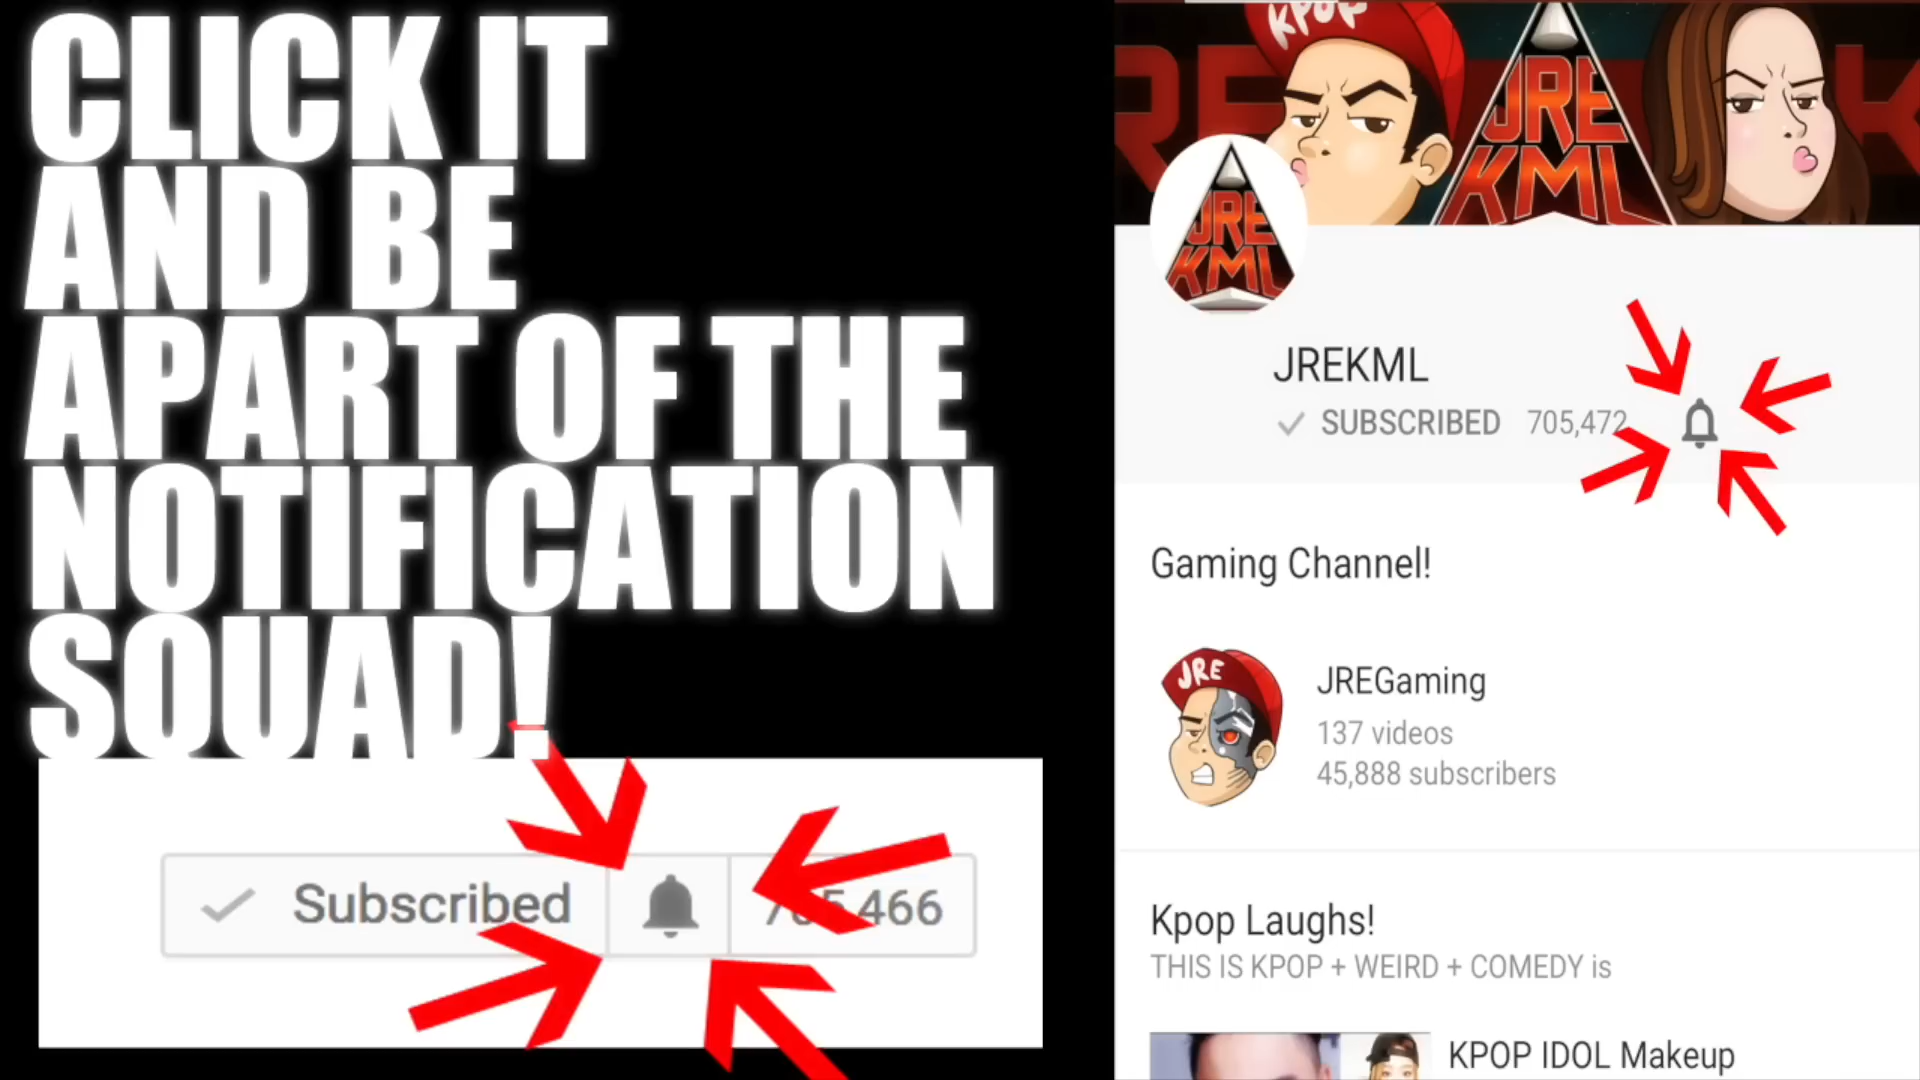 CLICK IT
AND BE
APART OF THE
NOTIFICATION
SQUAD!
Subscribed
466
KPOP
JRE
KML
JRE
KML
JREKML
SUBSCRIBED 705,472
Gaming Channel!
JRE
JREGaming
137 videos
45,888 subscribers
Kpop Laughs!
THIS IS KPOP + WEIRD + COMEDY is
KPOP IDOL Makeup